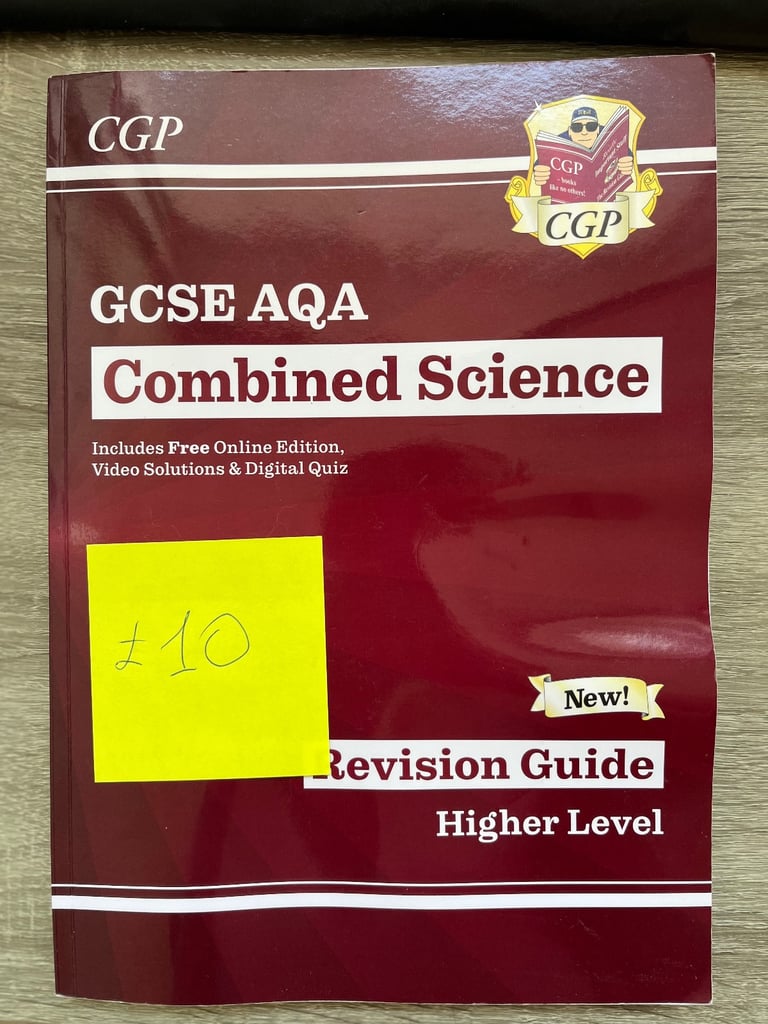 CGP
CGP
- books
like no others!
CGP
GCSE AQA
Combined Science
Includes Free Online Edition,
Video Solutions & Digital Quiz
£10
New!
Revision Guide
Higher Level